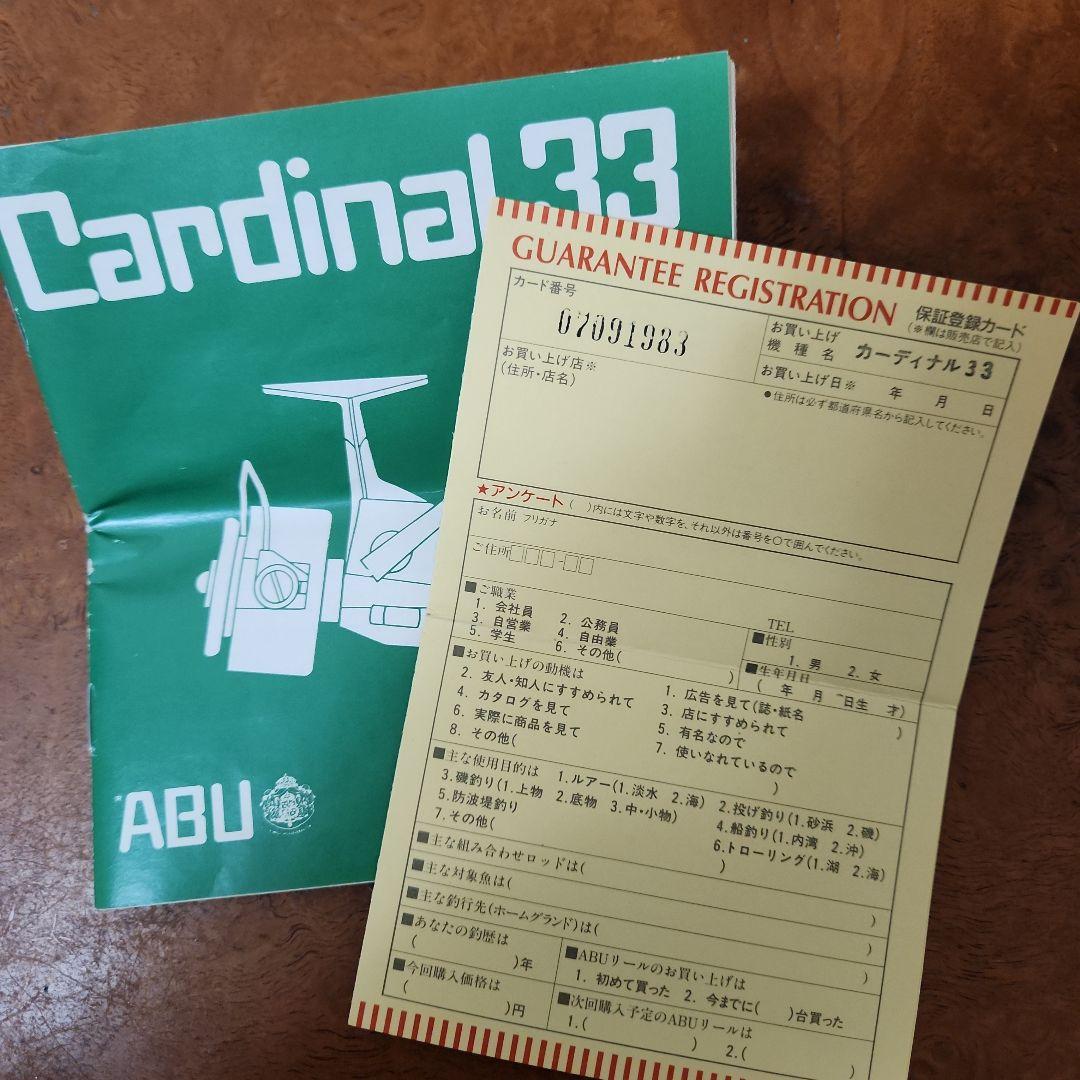 Cardinal 33
ABU
GUARANTEE REGISTRATION 保証登録カード
(※欄は販売店で記入)
カード番号
07091983
お買い上げ
機種名 カーディナル33
お買い上げ日※ 年 月 日
お買い上げ店※
(住所・店名)
●住所は必ず都道府県名から記入してください。
★アンケート ( )内には文字や数字を、それ以外は番号を○で囲んでください。
お名前 フリガナ
ご住所□□□-□□
TEL
■ご職業
1. 会社員 2. 公務員
3. 自営業 4. 自由業
5. 学生 6. その他( )
■性別
1. 男 2. 女
■生年月日
( 年 月 日生 才)
■お買い上げの動機は 1. 広告を見て(誌・紙名 )
2. 友人・知人にすすめられて 3. 店にすすめられて
4. カタログを見て 5. 有名なので
6. 実際に商品を見て 7. 使いなれているので
8. その他( )
■主な使用目的は 1.ルアー(1.淡水 2.海) 2.投げ釣り(1.砂浜 2.磯)
3.磯釣り(1.上物 2.底物 3.中・小物) 4.船釣り(1.内湾 2.沖)
5.防波堤釣り 6.トローリング(1.湖 2.海)
7.その他( )
■主な組み合わせロッドは( )
■主な対象魚は( )
■主な釣行先(ホームグランド)は( )
■あなたの釣歴は
( )年
■ABUリールのお買い上げは
1. 初めて買った 2. 今までに( )台買った
■今回購入価格は
( )円
■次回購入予定のABUリールは
1.( ) 2.( )